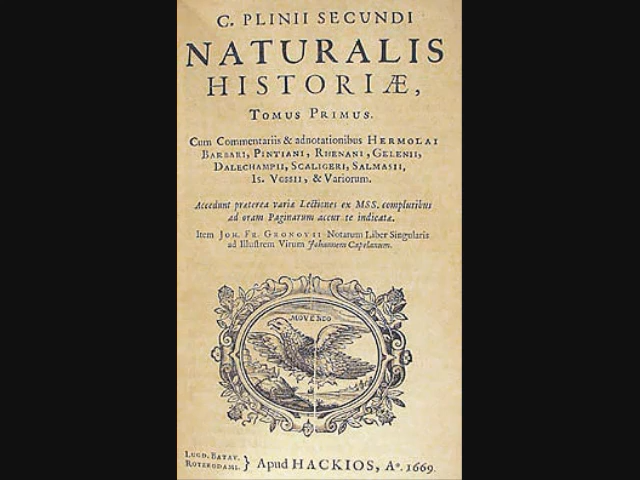 C. PLINII SECUNDI
NATURALIS
HISTORIÆ,
TOMUS PRIMUS.
Cum Commentariis & adnotationibus HERMOLAI
BARBARI, PINTIANI, RHENANI, GELENII,
DALECHAMPII, SCALIGERI, SALMASII,
IS. VOSSII, & Variorum.
Accedunt præterea variæ Lectiones ex MSS. compluribus
ad oram Paginarum accur te indicatæ.
Item JOH. FR. GRONOVII Notarum Liber Singularis
ad Illustrem Virum Johannem Capelanum.
MOVENDO
LUGD. BATAV.
ROTERODAMI. } Apud HACKIOS, Aº. 1669.